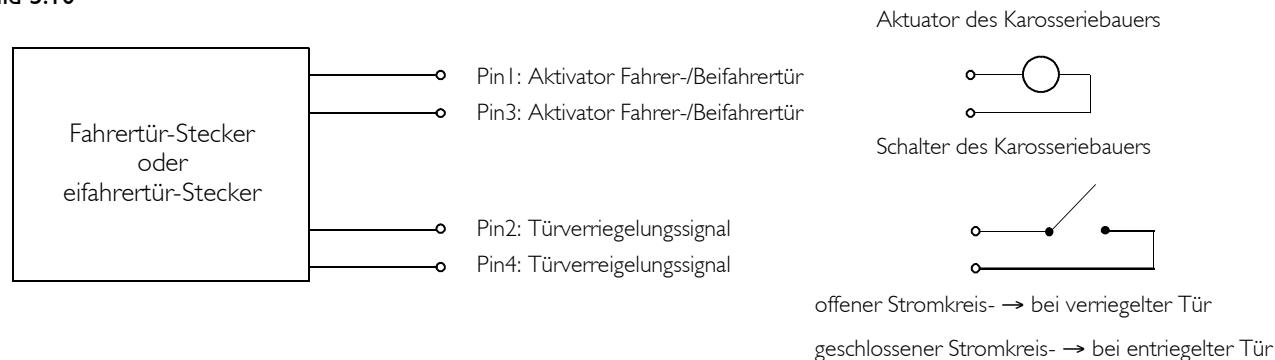 Aktuator des Karosseriebauers
Pin1: Aktivator Fahrer-/Beifahrertür
Pin3: Aktivator Fahrer-/Beifahrertür
Fahrertür-Stecker
oder
eifahrertür-Stecker
Schalter des Karosseriebauers
Pin2: Türverriegelungssignal
Pin4: Türverreigelungssignal
offener Stromkreis- → bei verriegelter Tür
geschlossener Stromkreis- → bei entriegelter Tür